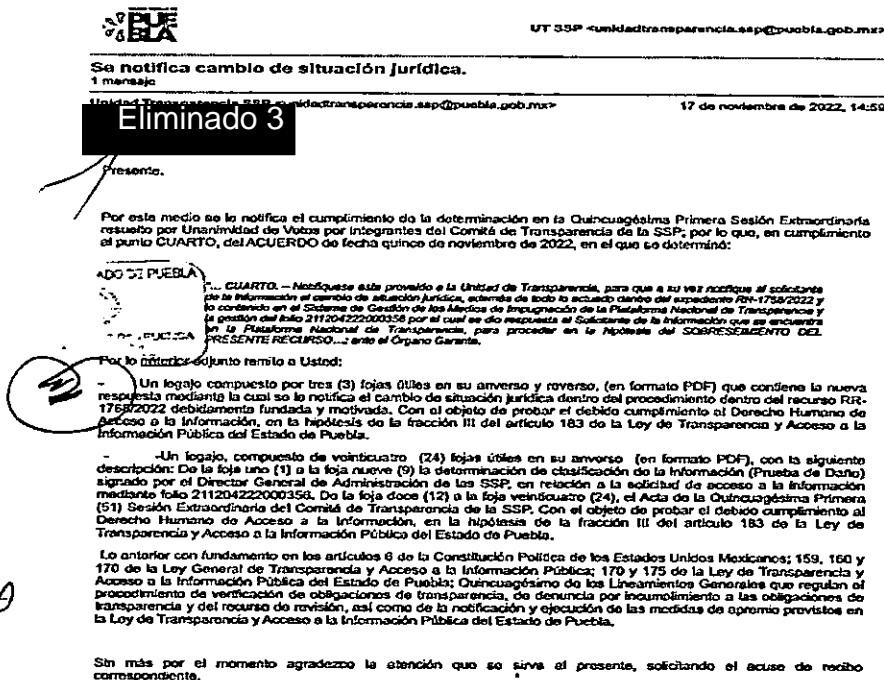 PUE
BLA
UT SSP <unidadtransparencia.ssp@puebla.gob.mx>
Se notifica cambio de situación jurídica.
1 mensaje
Unidad Transparencia SSP <unidadtransparencia.ssp@puebla.gob.mx> 17 de noviembre de 2022, 14:59
Eliminado 3
Presente.
Por este medio se le notifica el cumplimiento de la determinación en la Quincuagésima Primera Sesión Extraordinaria
resuelto por Unanimidad de Votos por integrantes del Comité de Transparencia de la SSP; por lo que, en cumplimiento
al punto CUARTO, del ACUERDO de fecha quince de noviembre de 2022, en el que se determinó:
ADO DE PUEBLA
"... CUARTO. – Notifíquese este proveído a la Unidad de Transparencia, para que a su vez notifique al solicitante
de la información el cambio de situación jurídica, además de todo lo actuado dentro del expediente RR-1768/2022 y
lo contenido en el Sistema de Gestión de los Medios de Impugnación de la Plataforma Nacional de Transparencia y
la gestión del folio 211204222000356 por el cual se dio respuesta al Solicitante de la Información que se encuentra
en la Plataforma Nacional de Transparencia, para proceder en la hipótesis del SOBRESEIMIENTO DEL
PRESENTE RECURSO...; ante el Órgano Garante.
Por lo anterior adjunto remito a Usted:
- Un legajo compuesto por tres (3) fojas útiles en su anverso y reverso, (en formato PDF) que contiene la nueva
respuesta mediante la cual se le notifica el cambio de situación jurídica dentro del procedimiento dentro del recurso RR-
1768/2022 debidamente fundada y motivada. Con el objeto de probar el debido cumplimiento al Derecho Humano de
Acceso a la Información, en la hipótesis de la fracción III del artículo 183 de la Ley de Transparencia y Acceso a la
Información Pública del Estado de Puebla.
- -Un legajo, compuesto de veinticuatro (24) fojas útiles en su anverso (en formato PDF), con la siguiente
descripción: De la foja uno (1) a la foja nueve (9) la determinación de clasificación de la Información (Prueba de Daño)
signado por el Director General de Administración de las SSP, en relación a la solicitud de acceso a la información
mediante folio 211204222000356. De la foja doce (12) a la foja veinticuatro (24), el Acta de la Quincuagésima Primera
(51) Sesión Extraordinaria del Comité de Transparencia de la SSP. Con el objeto de probar el debido cumplimiento al
Derecho Humano de Acceso a la Información, en la hipótesis de la fracción III del artículo 183 de la Ley de
Transparencia y Acceso a la Información Pública del Estado de Puebla.
Lo anterior con fundamento en los artículos 6 de la Constitución Política de los Estados Unidos Mexicanos; 159, 160 y
170 de la Ley General de Transparencia y Acceso a la Información Pública; 170 y 175 de la Ley de Transparencia y
Acceso a la Información Pública del Estado de Puebla; Quincuagésimo de los Lineamientos Generales que regulan el
procedimiento de verificación de obligaciones de transparencia, de denuncia por incumplimiento a las obligaciones de
transparencia y del recurso de revisión, así como de la notificación y ejecución de las medidas de apremio previstos en
la Ley de Transparencia y Acceso a la Información Pública del Estado de Puebla.
Sin más por el momento agradezco la atención que se sirva el presente, solicitando el acuse de recibo
correspondiente.